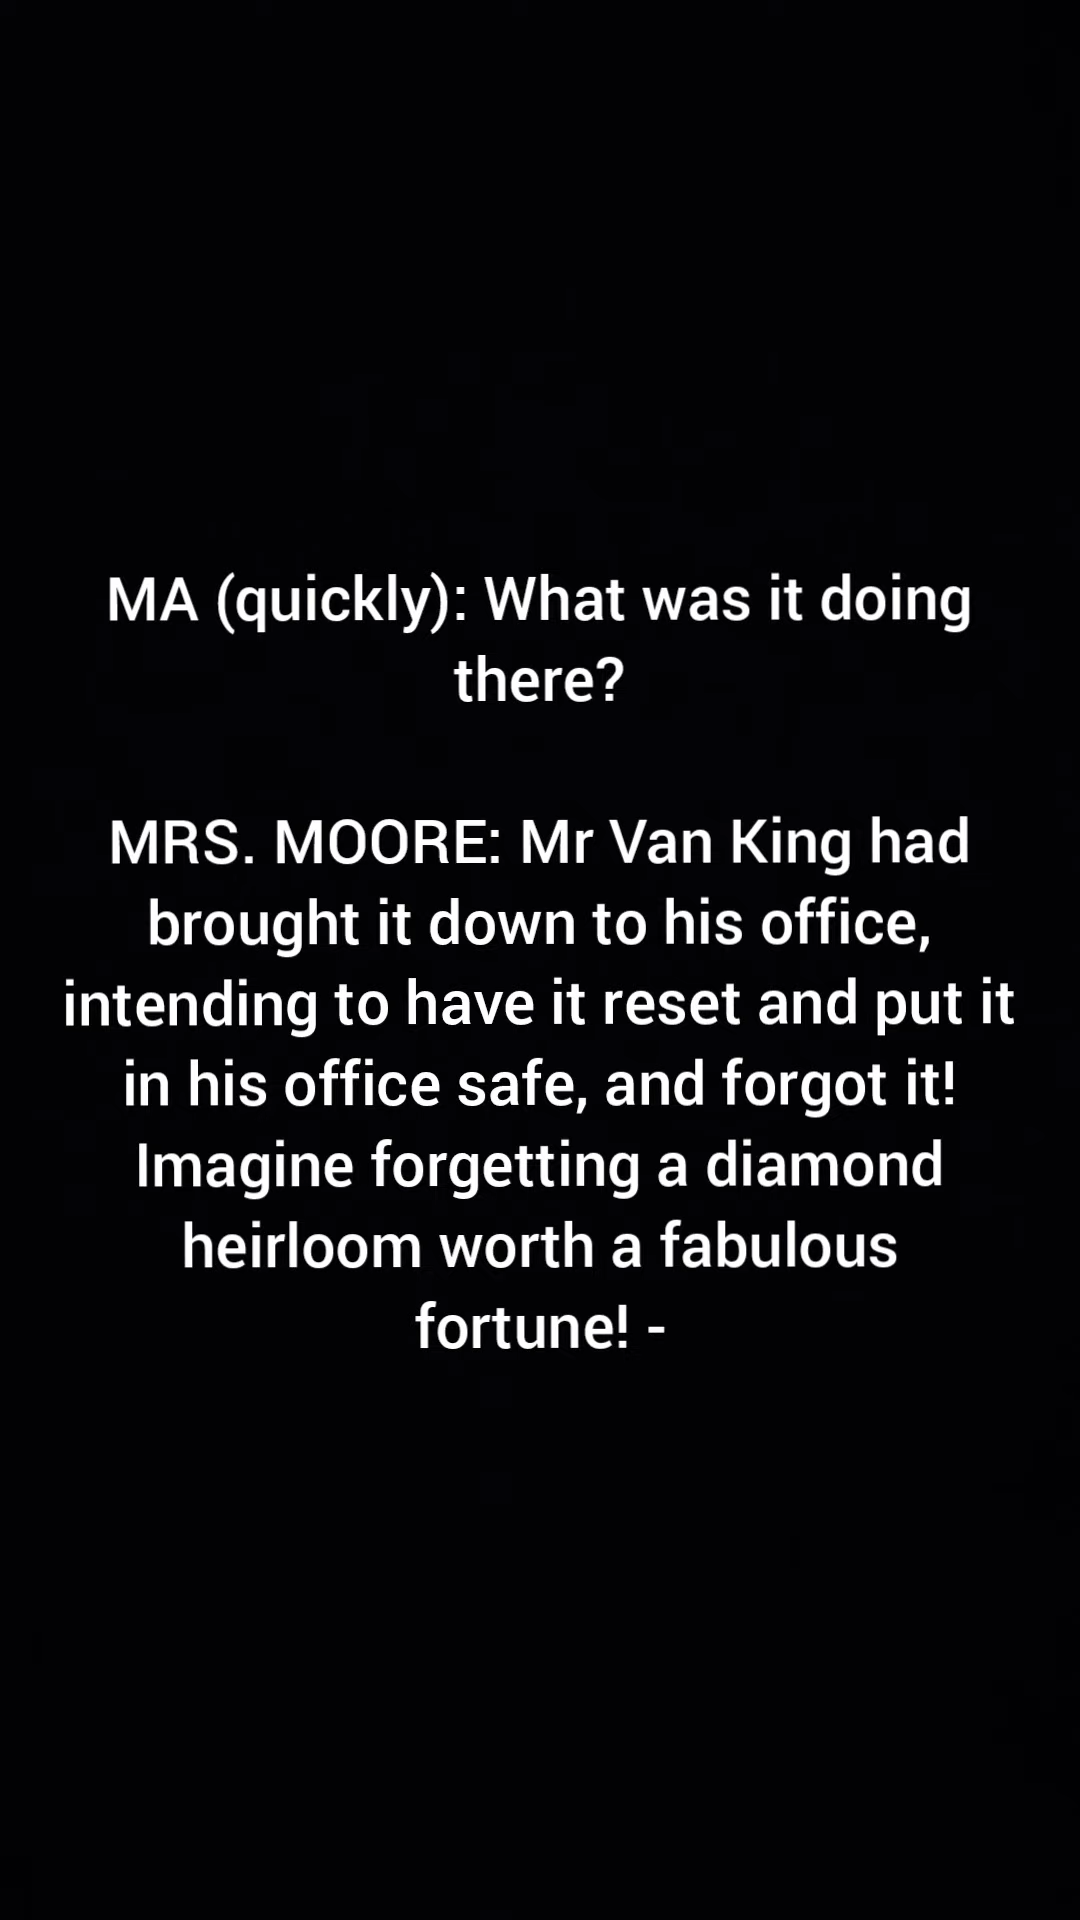 MA (quickly): What was it doing
there?
MRS. MOORE: Mr Van King had
brought it down to his office,
intending to have it reset and put it
in his office safe, and forgot it!
Imagine forgetting a diamond
heirloom worth a fabulous
fortune! -